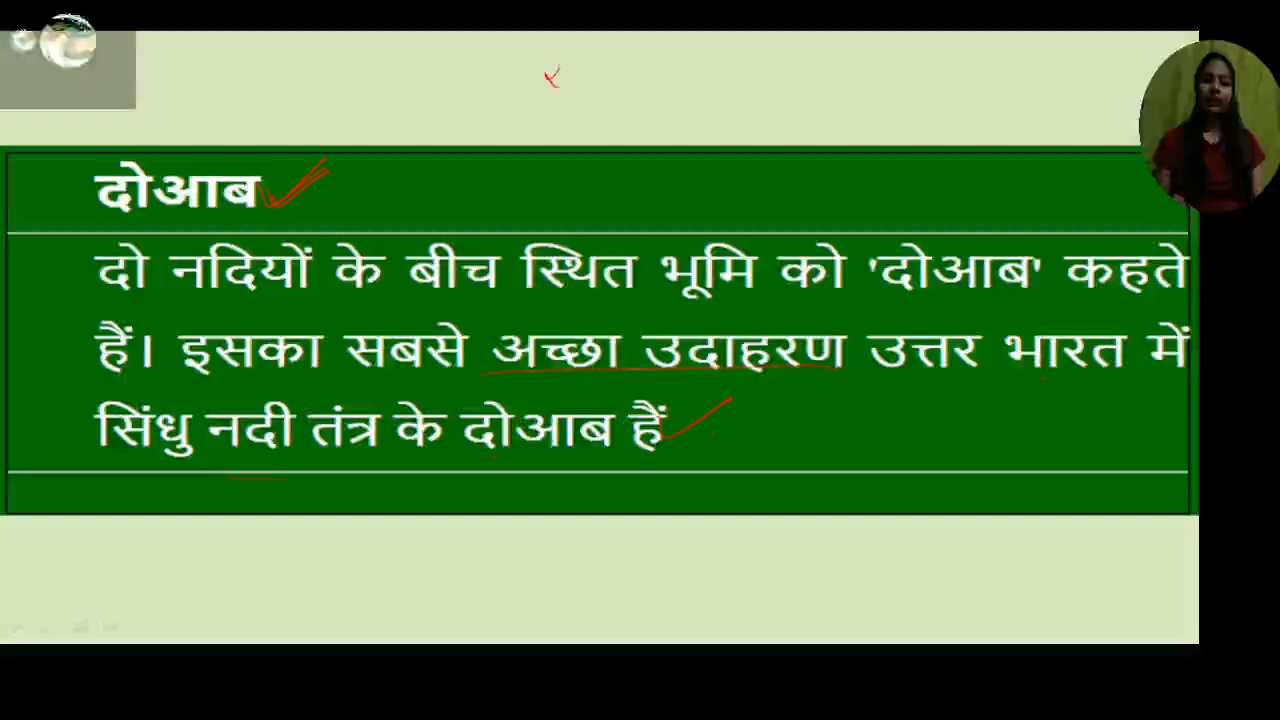 दोआब
दो नदियों के बीच स्थित भूमि को 'दोआब' कहते
हैं। इसका सबसे अच्छा उदाहरण उत्तर भारत में
सिंधु नदी तंत्र के दोआब हैं